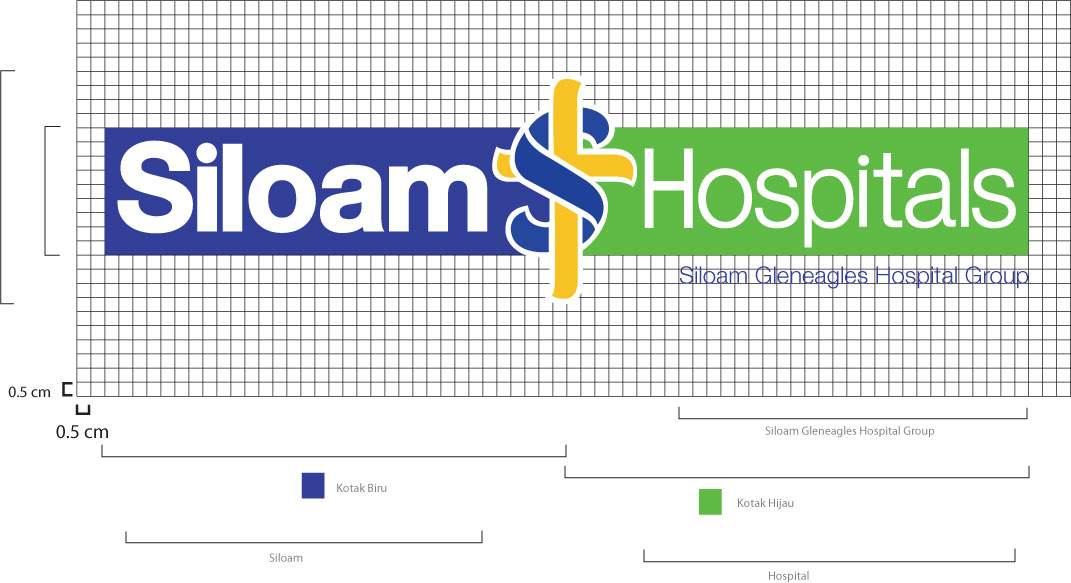 Siloam Hospitals
Siloam Gleneagles Hospital Group
0.5 cm
0.5 cm
Siloam Gleneagles Hospital Group
Kotak Biru
Kotak Hijau
Siloam
Hospital